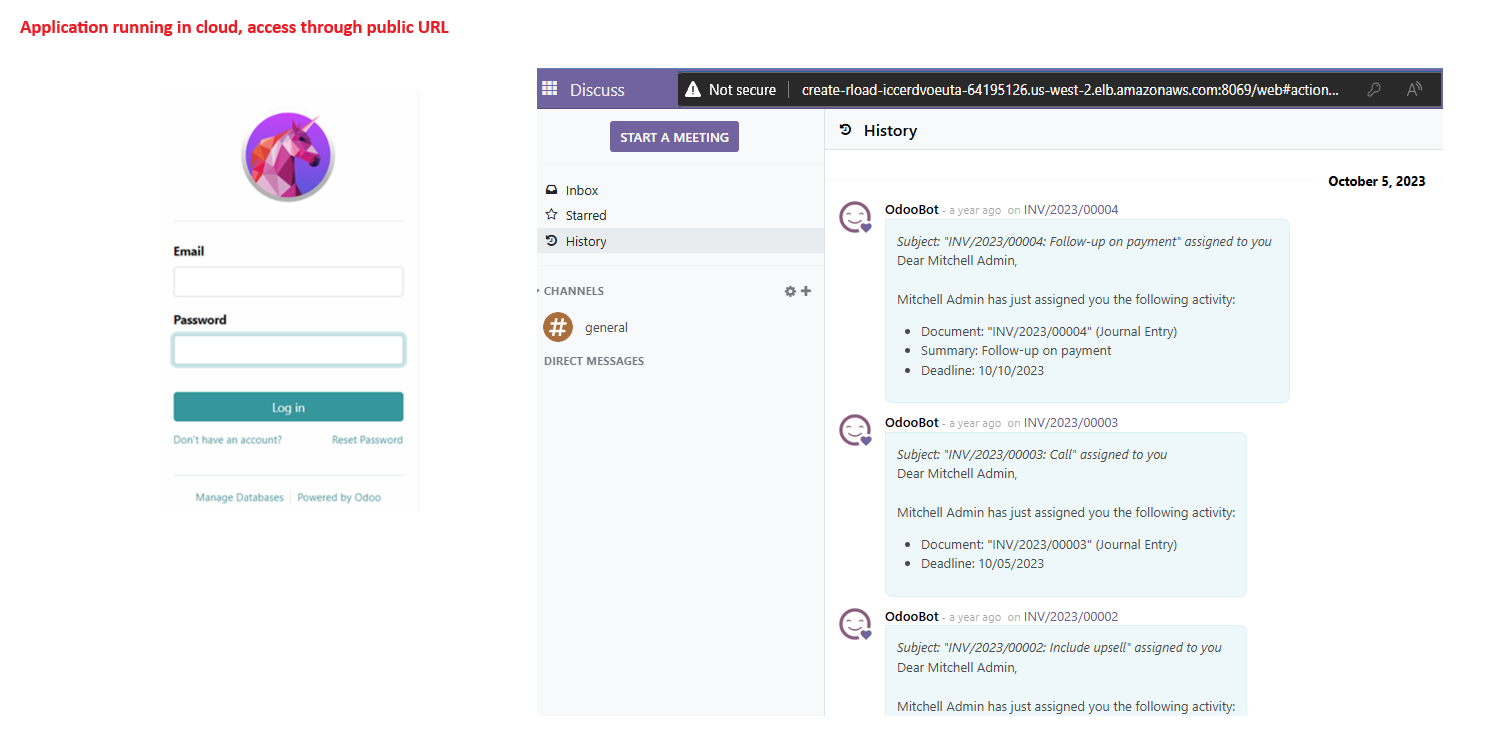 Application running in cloud, access through public URL
Email
Password
Log in
Don't have an account? Reset Password
Manage Databases Powered by Odoo
Discuss
Not secure create-rload-iccerdvoeuta-64195126.us-west-2.elb.amazonaws.com:8069/web#action...
START A MEETING
Inbox
Starred
History
CHANNELS
general
DIRECT MESSAGES
History
October 5, 2023
OdooBot - a year ago on INV/2023/00004
Subject: "INV/2023/00004: Follow-up on payment" assigned to you
Dear Mitchell Admin,
Mitchell Admin has just assigned you the following activity:
• Document: "INV/2023/00004" (Journal Entry)
• Summary: Follow-up on payment
• Deadline: 10/10/2023
OdooBot - a year ago on INV/2023/00003
Subject: "INV/2023/00003: Call" assigned to you
Dear Mitchell Admin,
Mitchell Admin has just assigned you the following activity:
• Document: "INV/2023/00003" (Journal Entry)
• Deadline: 10/05/2023
OdooBot - a year ago on INV/2023/00002
Subject: "INV/2023/00002: Include upsell" assigned to you
Dear Mitchell Admin,
Mitchell Admin has just assigned you the following activity: